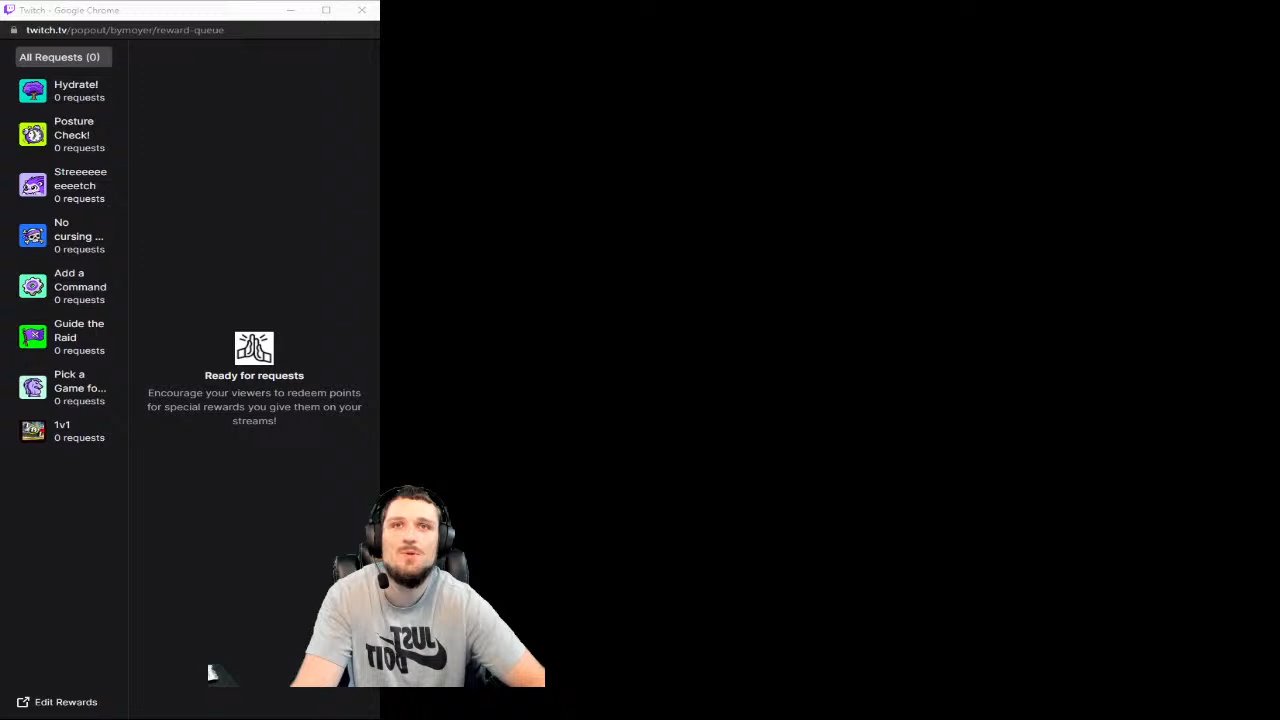 Twitch - Google Chrome
twitch.tv/popout/bymoyer/reward-queue
All Requests (0)
Hydrate!
0 requests
Posture
Check!
0 requests
Streeeeee
eeeetch
0 requests
No
cursing ...
0 requests
Add a
Command
0 requests
Guide the
Raid
0 requests
Pick a
Game fo...
0 requests
1v1
0 requests
Ready for requests
Encourage your viewers to redeem points
for special rewards you give them on your
streams!
JUST
DO IT
Edit Rewards